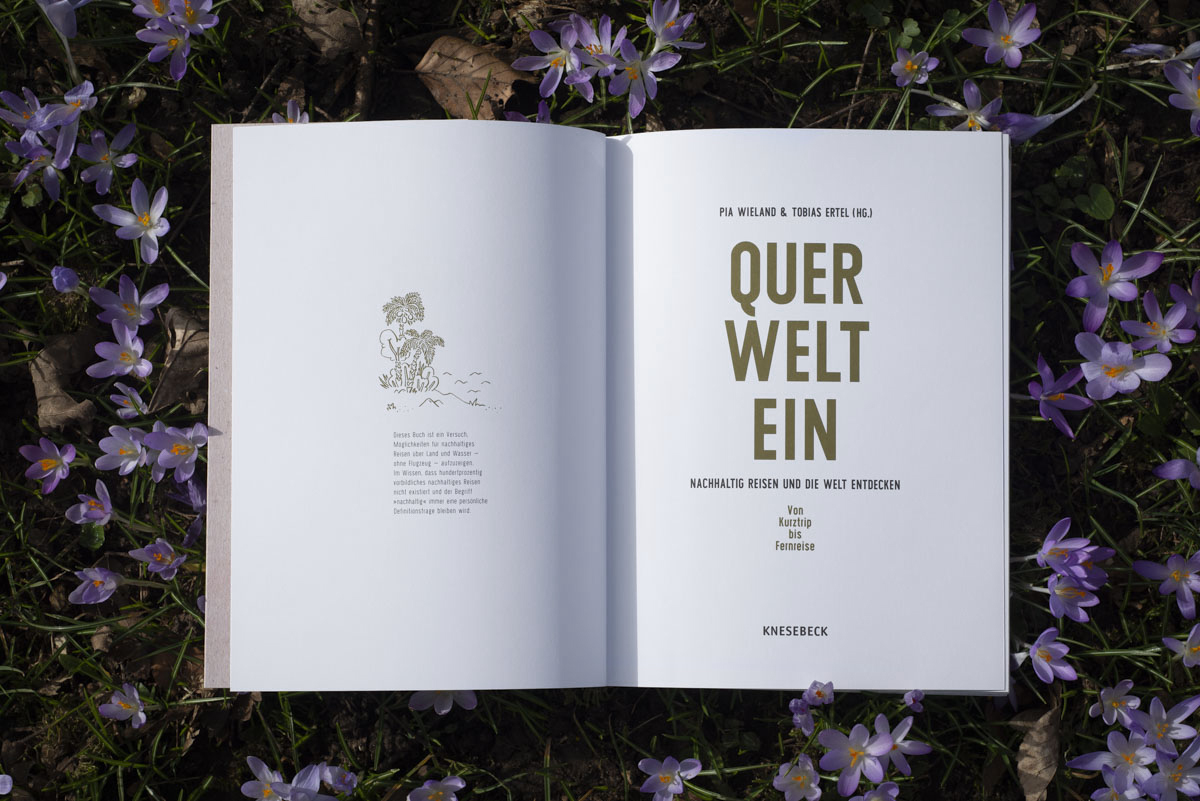 Dieses Buch ist ein Versuch,
Möglichkeiten für nachhaltiges
Reisen über Land und Wasser –
ohne Flugzeug – aufzuzeigen.
Im Wissen, dass hundertprozentig
vorbildliches nachhaltiges Reisen
nicht existiert und der Begriff
»nachhaltig« immer eine persönliche
Definitionsfrage bleiben wird.
PIA WIELAND & TOBIAS ERTEL (HG.)
QUER
WELT
EIN
NACHHALTIG REISEN UND DIE WELT ENTDECKEN
Von
Kurztrip
bis
Fernreise
KNESEBECK